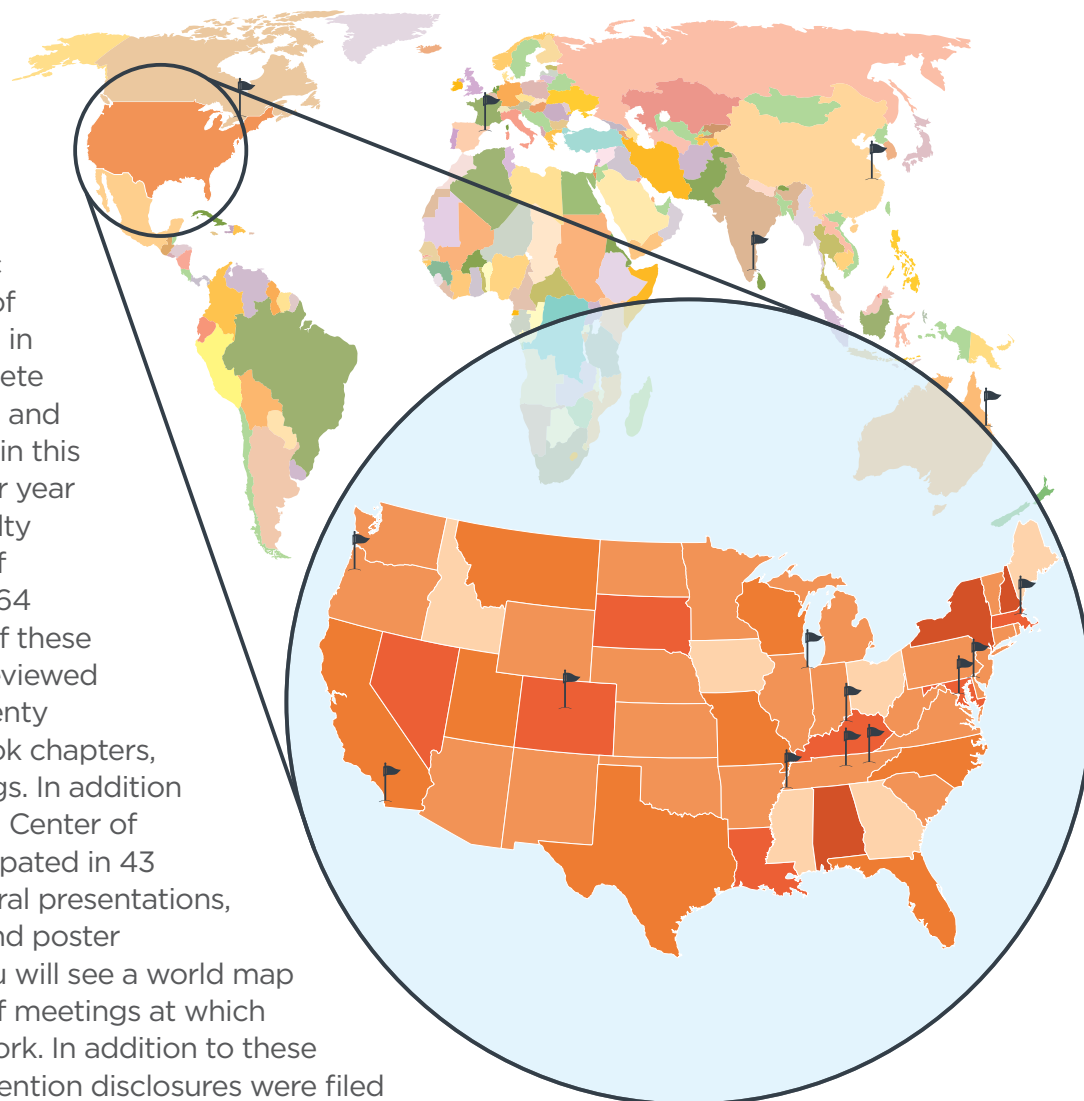 of
in
ete
and
in this
r year
lty
f
64
f these
eviewed
enty
ok chapters,
gs. In addition
Center of
pated in 43
ral presentations,
nd poster
u will see a world map
f meetings at which
ork. In addition to these
ention disclosures were filed